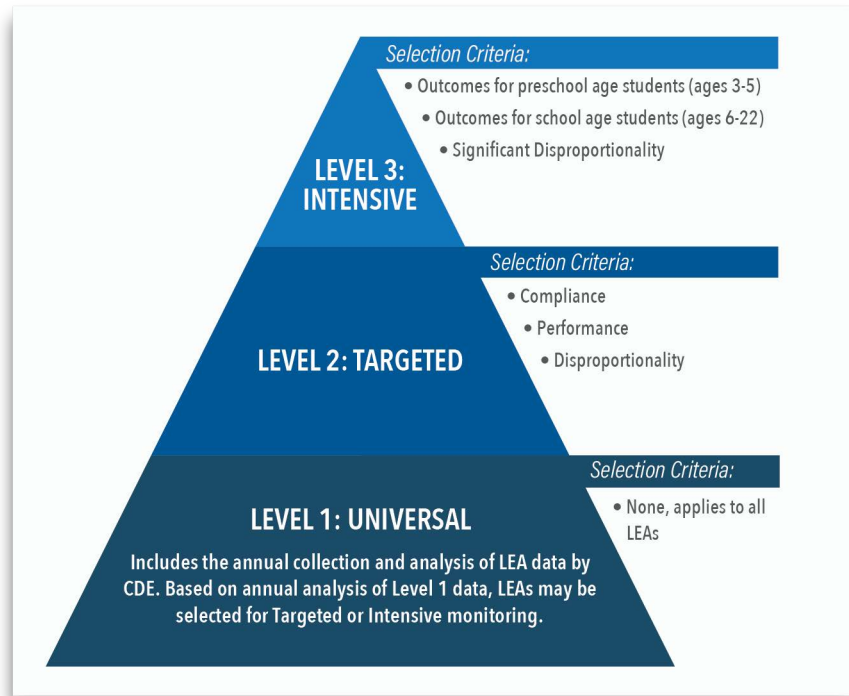 Selection Criteria:
• Outcomes for preschool age students (ages 3-5)
• Outcomes for school age students (ages 6-22)
• Significant Disproportionality
LEVEL 3:
INTENSIVE
Selection Criteria:
• Compliance
• Performance
• Disproportionality
LEVEL 2: TARGETED
Selection Criteria:
• None, applies to all
LEAs
LEVEL 1: UNIVERSAL
Includes the annual collection and analysis of LEA data by
CDE. Based on annual analysis of Level 1 data, LEAs may be
selected for Targeted or Intensive monitoring.